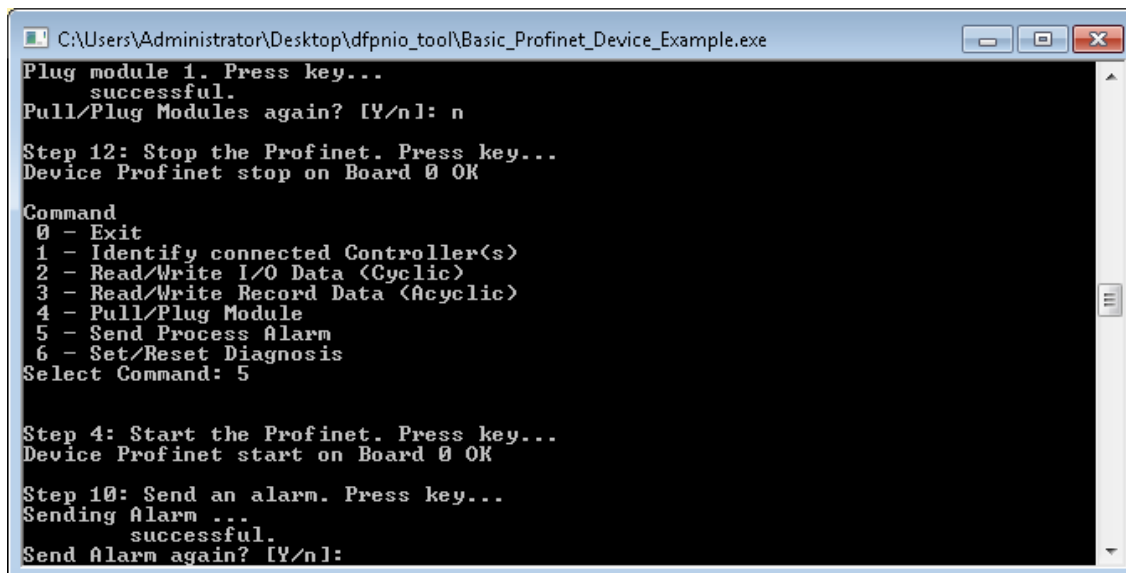 C:\Users\Administrator\Desktop\dfpnio_tool\Basic_Profinet_Device_Example.exe
Plug module 1. Press key...
successful.
Pull/Plug Modules again? [Y/n]: n
Step 12: Stop the Profinet. Press key...
Device Profinet stop on Board 0 OK
Command
0 - Exit
1 - Identify connected Controller(s)
2 - Read/Write I/O Data (Cyclic)
3 - Read/Write Record Data (Acyclic)
4 - Pull/Plug Module
5 - Send Process Alarm
6 - Set/Reset Diagnosis
Select Command: 5
Step 4: Start the Profinet. Press key...
Device Profinet start on Board 0 OK
Step 10: Send an alarm. Press key...
Sending Alarm ...
successful.
Send Alarm again? [Y/n]: